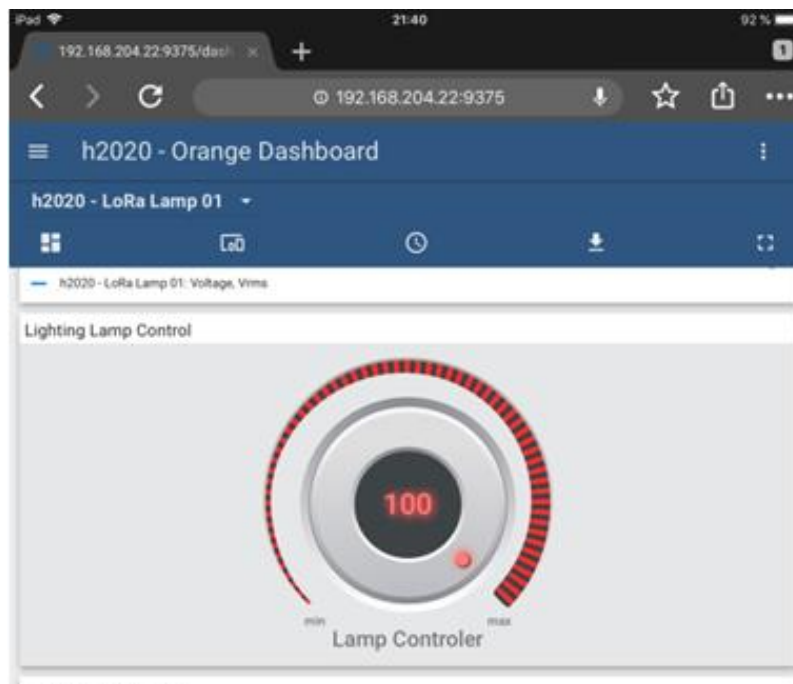 iPad 21:40 92 %
192.168.204.22:9375/dash
1
192.168.204.22:9375
h2020 - Orange Dashboard
h2020 - LoRa Lamp 01
h2020 - LoRa Lamp 01: Voltage, Vrms
Lighting Lamp Control
100
min max
Lamp Controler